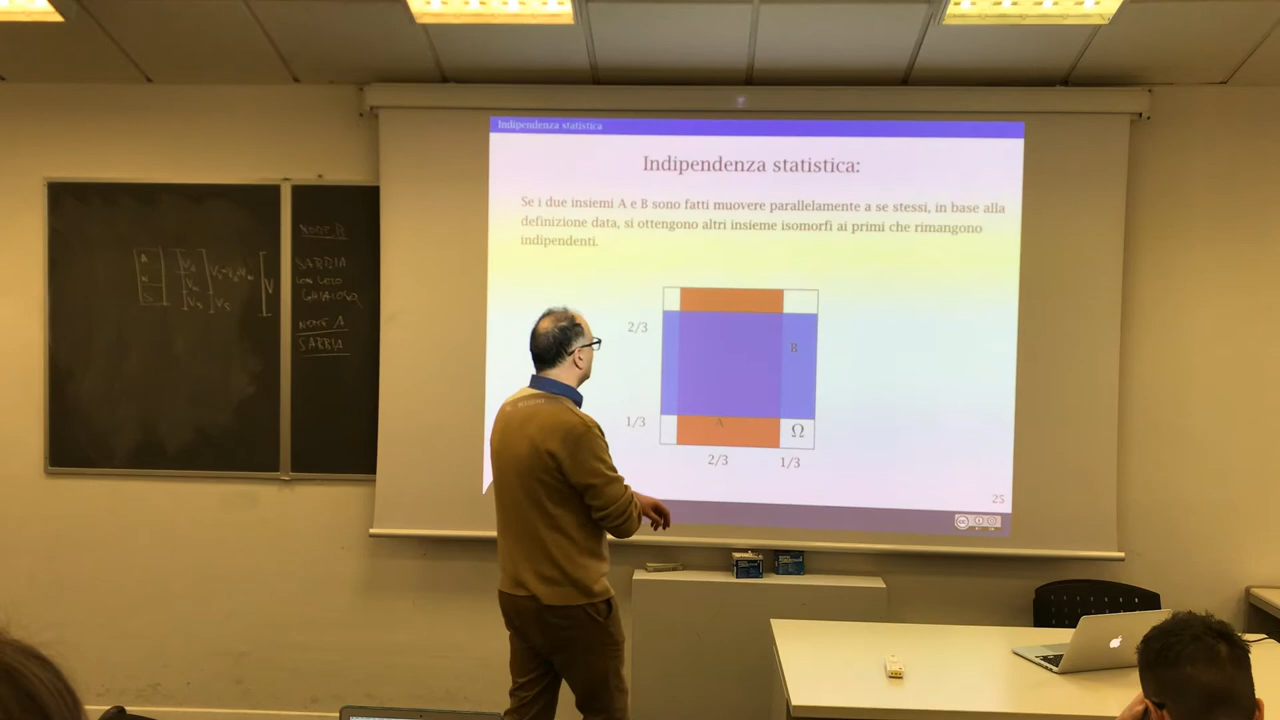 Indipendenza statistica
Indipendenza statistica:
Se i due insiemi A e B sono fatti muovere parallelamente a se stessi, in base alla
definizione data, si ottengono altri insieme isomorfi ai primi che rimangono
indipendenti.
2/3
B
1/3
A
Ω
2/3 1/3
25
cc
NOTE A
SABBIA
SABBIA